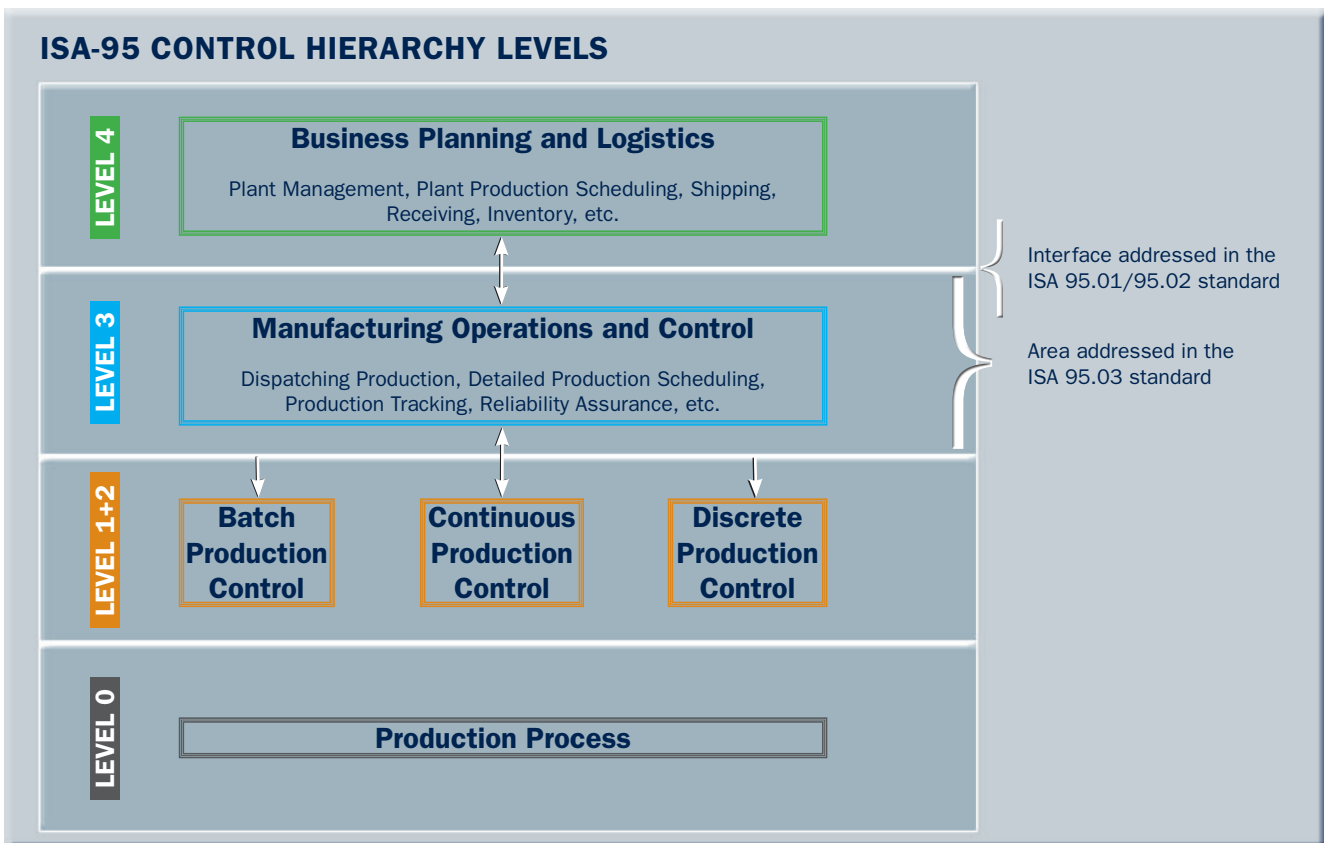 ISA-95 CONTROL HIERARCHY LEVELS
LEVEL 4
Business Planning and Logistics
Plant Management, Plant Production Scheduling, Shipping,
Receiving, Inventory, etc.
Interface addressed in the
ISA 95.01/95.02 standard
LEVEL 3
Manufacturing Operations and Control
Dispatching Production, Detailed Production Scheduling,
Production Tracking, Reliability Assurance, etc.
Area addressed in the
ISA 95.03 standard
LEVEL 1+2
Batch
Production
Control
Continuous
Production
Control
Discrete
Production
Control
LEVEL 0
Production Process